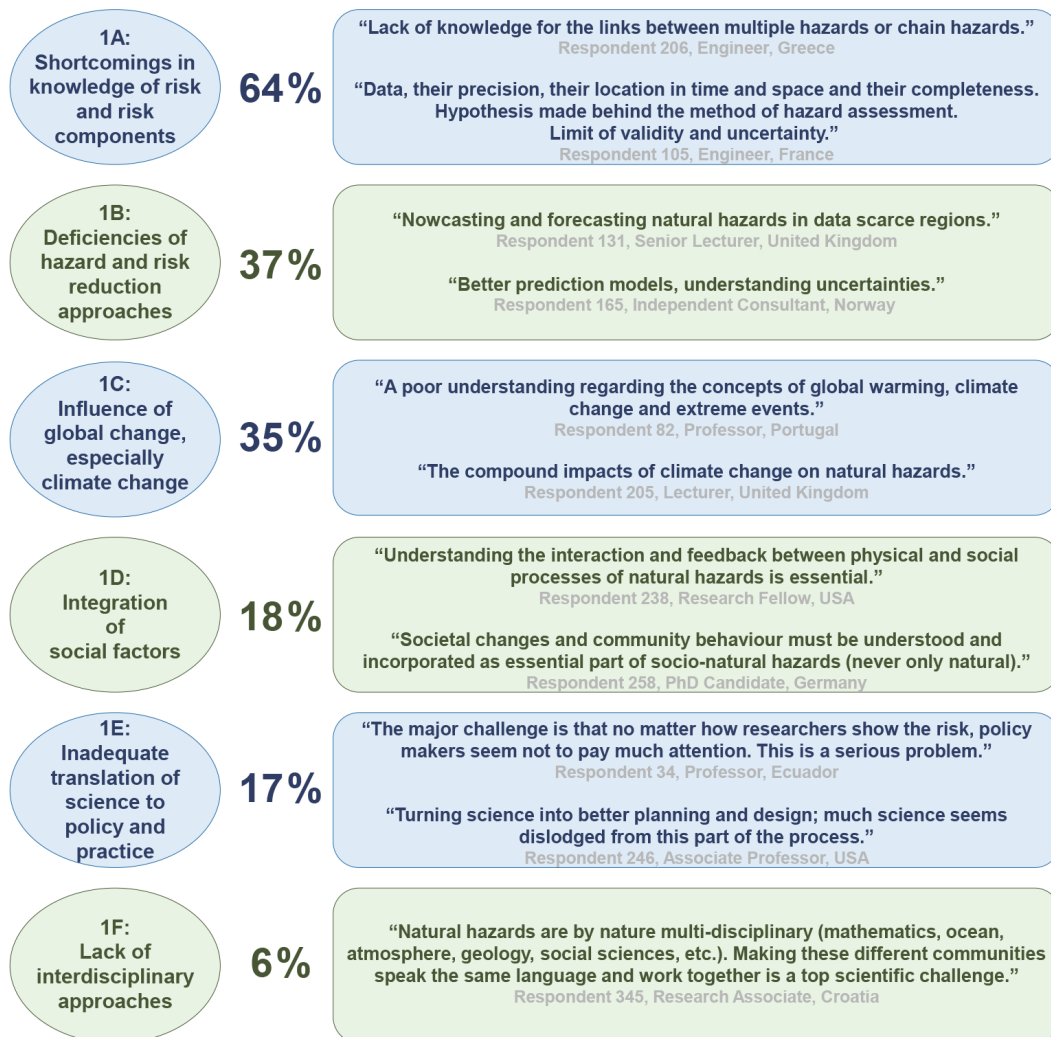 1A:
Shortcomings in
knowledge of risk
and risk
components
64%
“Lack of knowledge for the links between multiple hazards or chain hazards.”
Respondent 206, Engineer, Greece
“Data, their precision, their location in time and space and their completeness.
Hypothesis made behind the method of hazard assessment.
Limit of validity and uncertainty.”
Respondent 105, Engineer, France
1B:
Deficiencies of
hazard and risk
reduction
approaches
37%
“Nowcasting and forecasting natural hazards in data scarce regions.”
Respondent 131, Senior Lecturer, United Kingdom
“Better prediction models, understanding uncertainties.”
Respondent 165, Independent Consultant, Norway
1C:
Influence of
global change,
especially
climate change
35%
“A poor understanding regarding the concepts of global warming, climate
change and extreme events.”
Respondent 82, Professor, Portugal
“The compound impacts of climate change on natural hazards.”
Respondent 205, Lecturer, United Kingdom
1D:
Integration
of
social factors
18%
“Understanding the interaction and feedback between physical and social
processes of natural hazards is essential.”
Respondent 238, Research Fellow, USA
“Societal changes and community behaviour must be understood and
incorporated as essential part of socio-natural hazards (never only natural).”
Respondent 258, PhD Candidate, Germany
1E:
Inadequate
translation of
science to
policy and
practice
17%
“The major challenge is that no matter how researchers show the risk, policy
makers seem not to pay much attention. This is a serious problem.”
Respondent 34, Professor, Ecuador
“Turning science into better planning and design; much science seems
dislodged from this part of the process.”
Respondent 246, Associate Professor, USA
1F:
Lack of
interdisciplinary
approaches
6%
“Natural hazards are by nature multi-disciplinary (mathematics, ocean,
atmosphere, geology, social sciences, etc.). Making these different communities
speak the same language and work together is a top scientific challenge.”
Respondent 345, Research Associate, Croatia